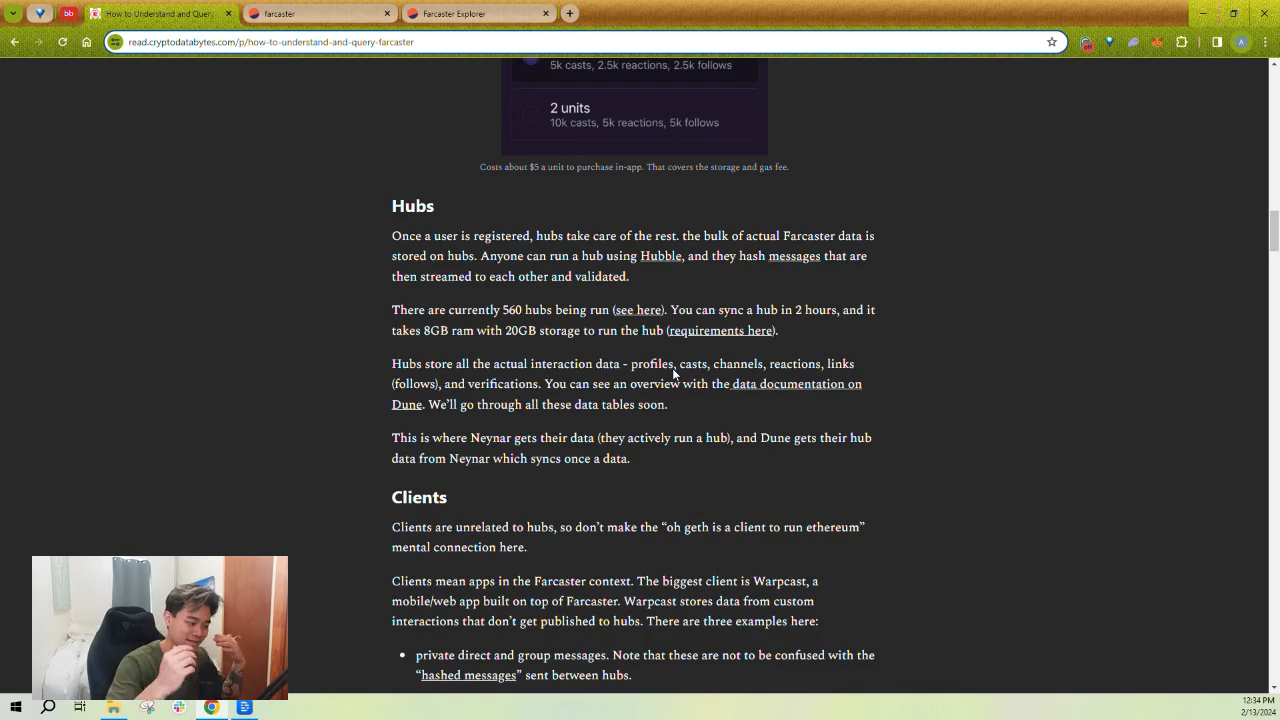 bb
How to Understand and Query
farcaster
Farcaster Explorer
read.cryptodatabytes.com/p/how-to-understand-and-query-farcaster
off
A
5k casts, 2.5k reactions, 2.5k follows
2 units
10k casts, 5k reactions, 5k follows
Costs about $5 a unit to purchase in-app. That covers the storage and gas fee.
Hubs
Once a user is registered, hubs take care of the rest. the bulk of actual Farcaster data is
stored on hubs. Anyone can run a hub using Hubble, and they hash messages that are
then streamed to each other and validated.
There are currently 560 hubs being run (see here). You can sync a hub in 2 hours, and it
takes 8GB ram with 20GB storage to run the hub (requirements here).
Hubs store all the actual interaction data - profiles, casts, channels, reactions, links
(follows), and verifications. You can see an overview with the data documentation on
Dune. We’ll go through all these data tables soon.
This is where Neynar gets their data (they actively run a hub), and Dune gets their hub
data from Neynar which syncs once a data.
Clients
Clients are unrelated to hubs, so don’t make the “oh geth is a client to run ethereum”
mental connection here.
Clients mean apps in the Farcaster context. The biggest client is Warpcast, a
mobile/web app built on top of Farcaster. Warpcast stores data from custom
interactions that don’t get published to hubs. There are three examples here:
• private direct and group messages. Note that these are not to be confused with the
“hashed messages” sent between hubs.
12:34 PM
2/13/2024